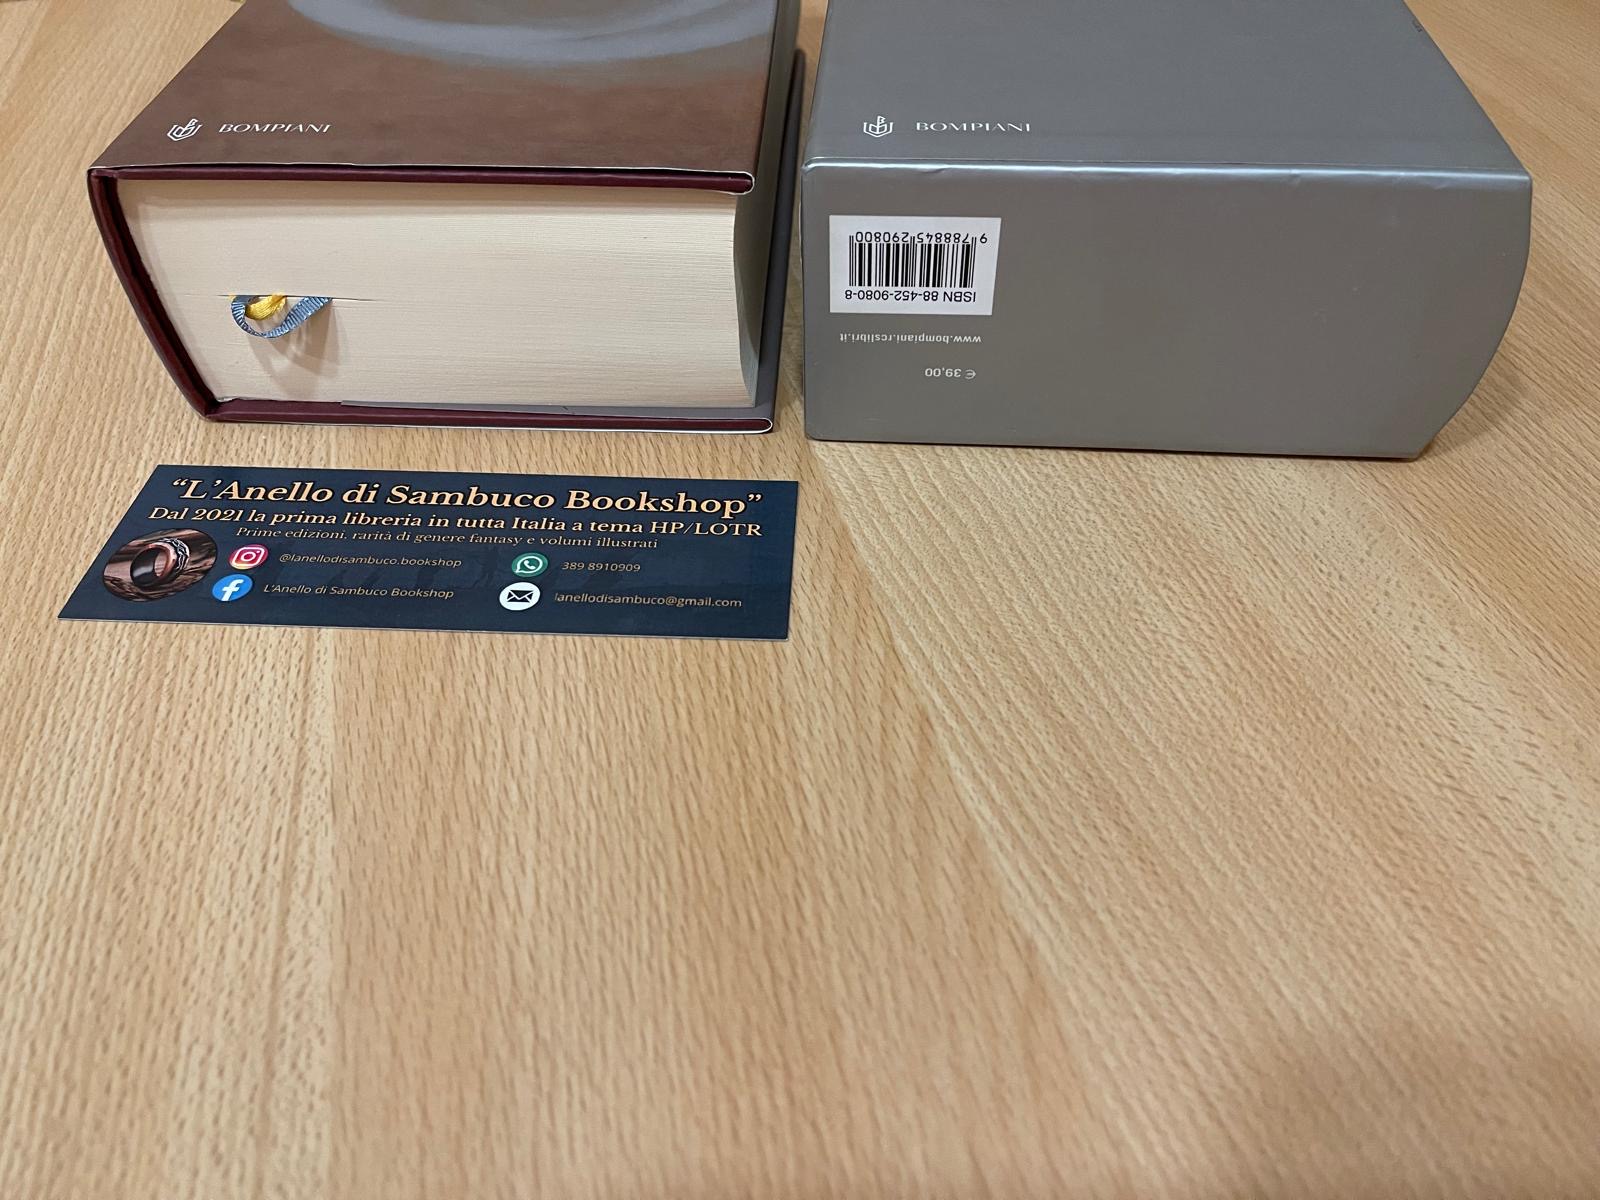 BOMPIANI
BOMPIANI
9 788845 290800
ISBN 88-452-9080-8
www.bompiani.rcslibri.it
€ 39,00
“L’Anello di Sambuco Bookshop”
Dal 2021 la prima libreria in tutta Italia a tema HP/LOTR
Prime edizioni, rarità di genere fantasy e volumi illustrati
@lanellodisambuco.bookshop
389 8910909
L'Anello di Sambuco Bookshop
lanellodisambuco@gmail.com